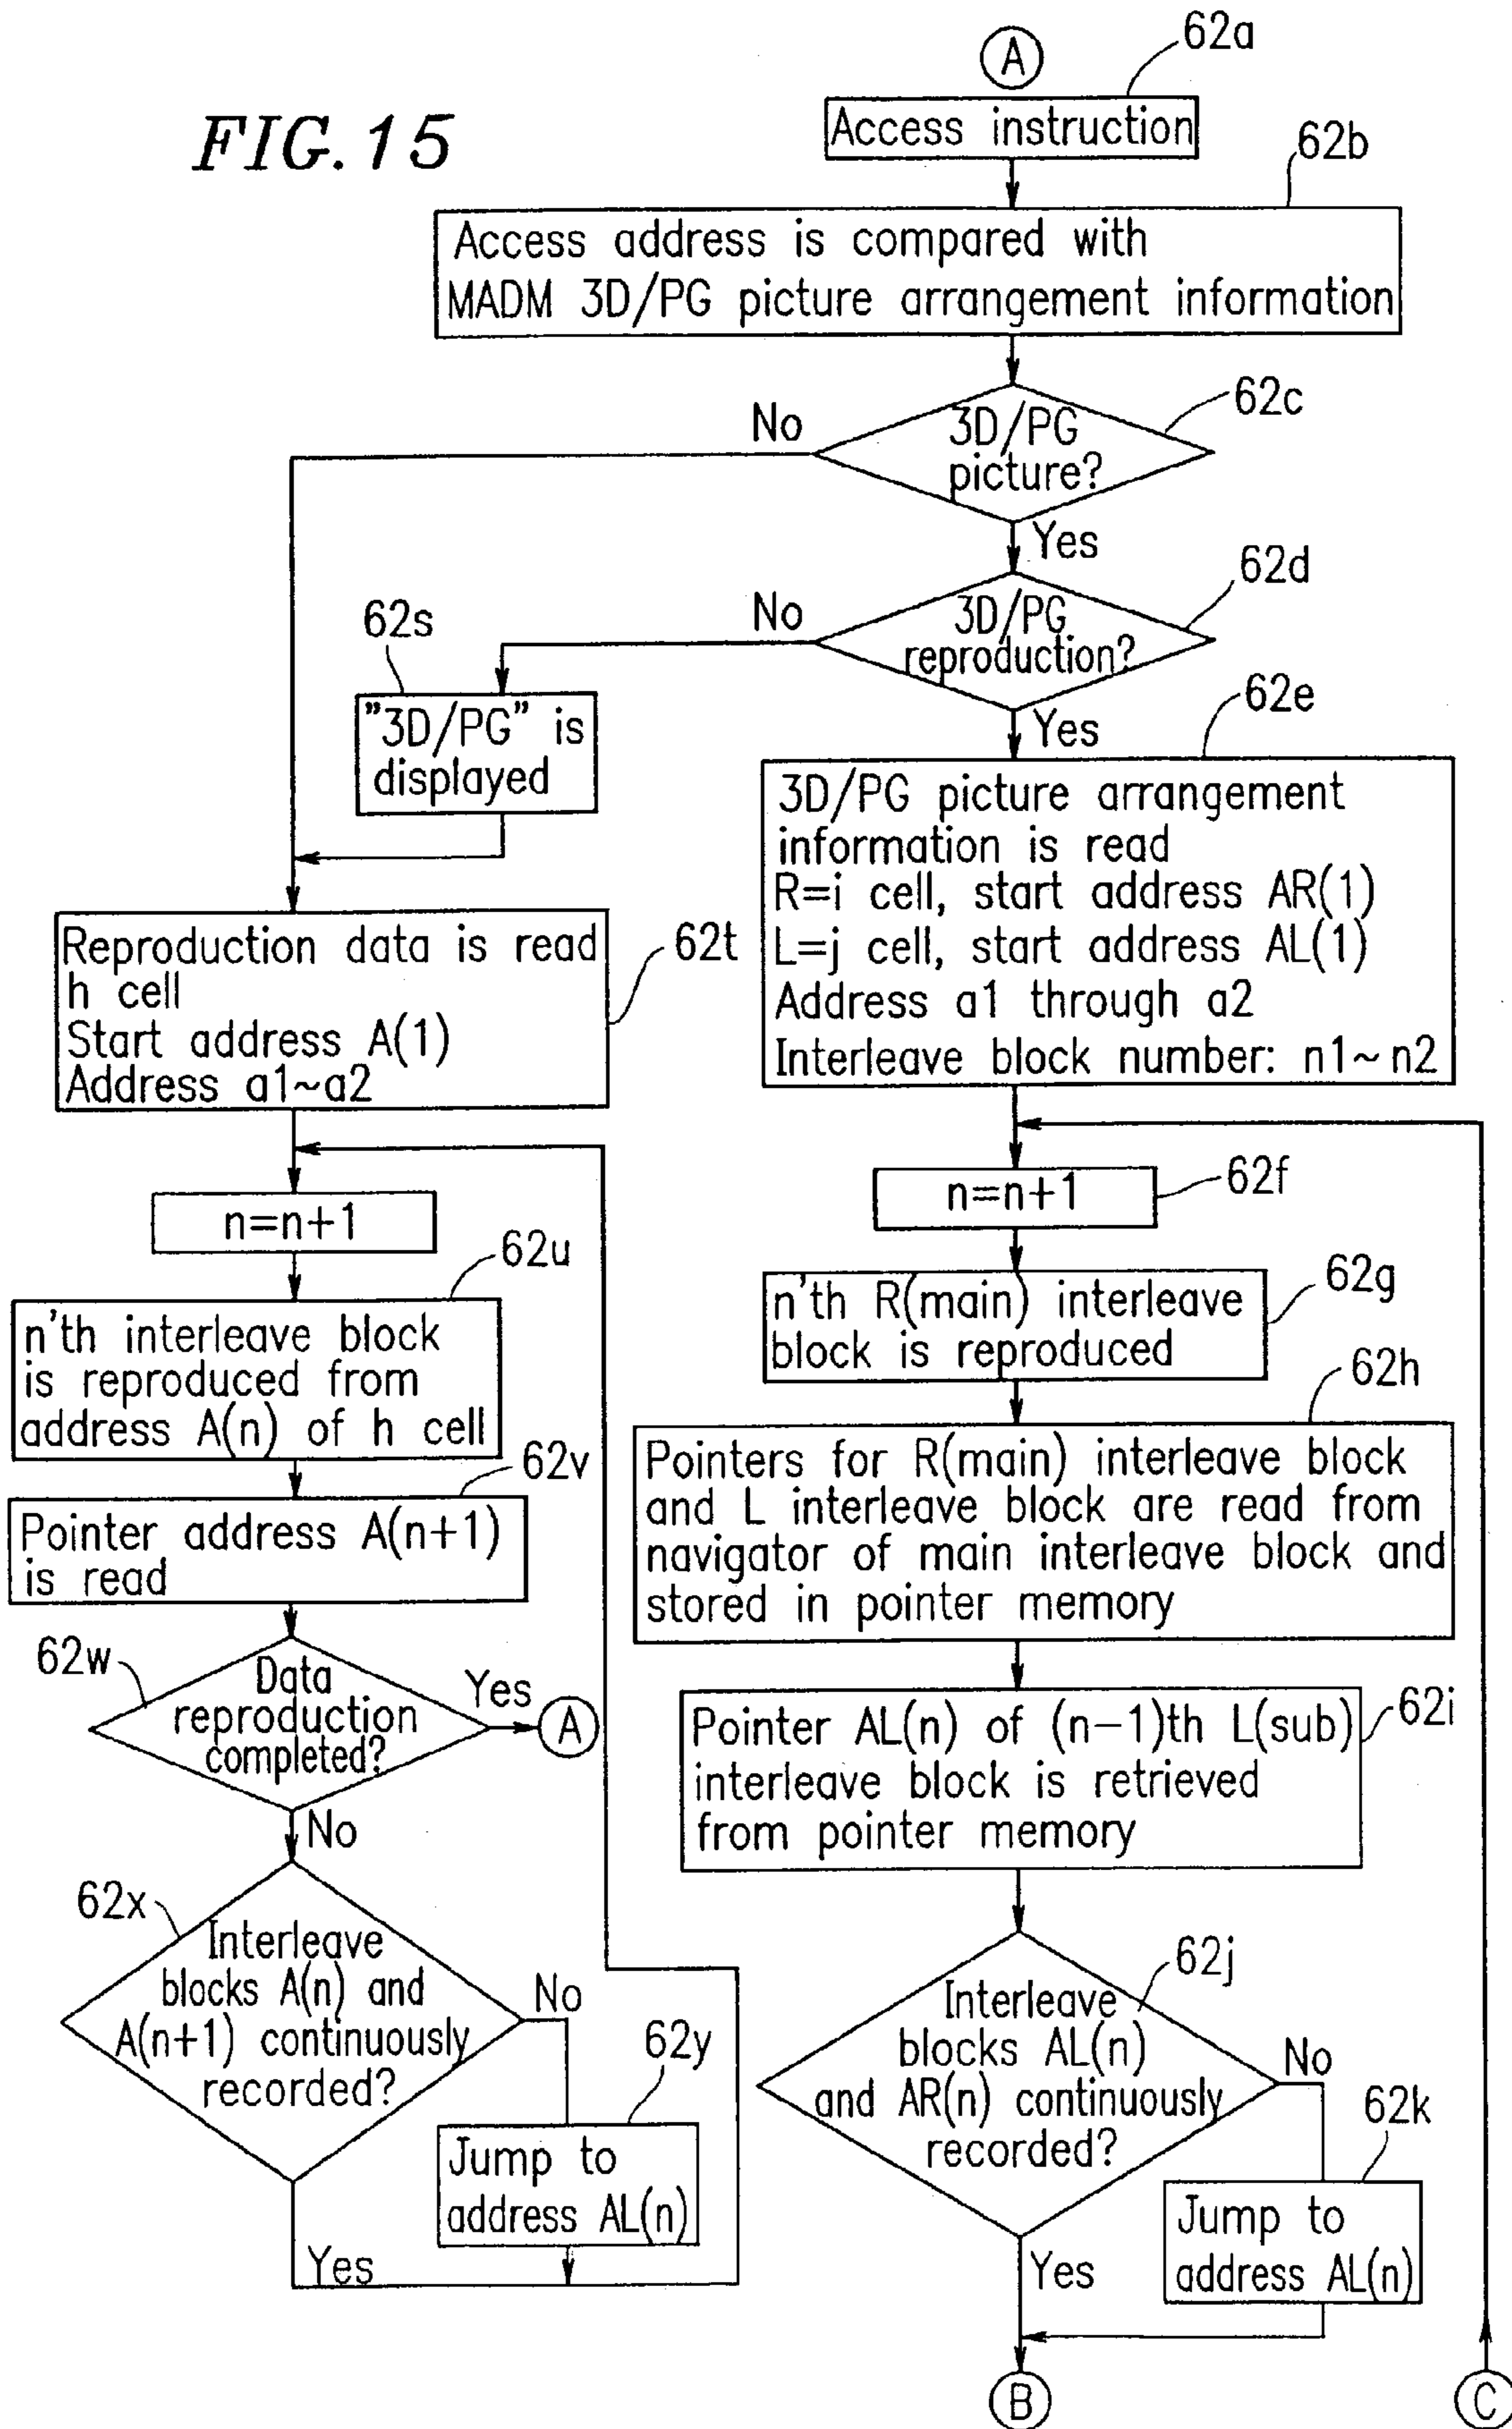 FIG.15
A
62a
Access instruction
62b
Access address is compared with
MADM 3D/PG picture arrangement information
62c
No
3D/PG
picture?
Yes
62d
No
3D/PG
reproduction?
62s
Yes
62e
"3D/PG" is
displayed
3D/PG picture arrangement
information is read
R=i cell, start address AR(1)
L=j cell, start address AL(1)
Address a1 through a2
Interleave block number: n1~n2
Reproduction data is read
h cell
Start address A(1)
Address a1~a2
62t
n=n+1
62f
n=n+1
62u
n'th interleave block
is reproduced from
address A(n) of h cell
62g
n'th R(main) interleave
block is reproduced
62h
Pointers for R(main) interleave block
and L interleave block are read from
navigator of main interleave block and
stored in pointer memory
62v
Pointer address A(n+1)
is read
62w
Data
reproduction
completed?
Yes
A
No
62i
Pointer AL(n) of (n-1)th L(sub)
interleave block is retrieved
from pointer memory
62x
Interleave
blocks A(n) and
A(n+1) continuously
recorded?
No
62y
Jump to
address AL(n)
Yes
62j
Interleave
blocks AL(n)
and AR(n) continuously
recorded?
No
62k
Jump to
address AL(n)
Yes
B
C